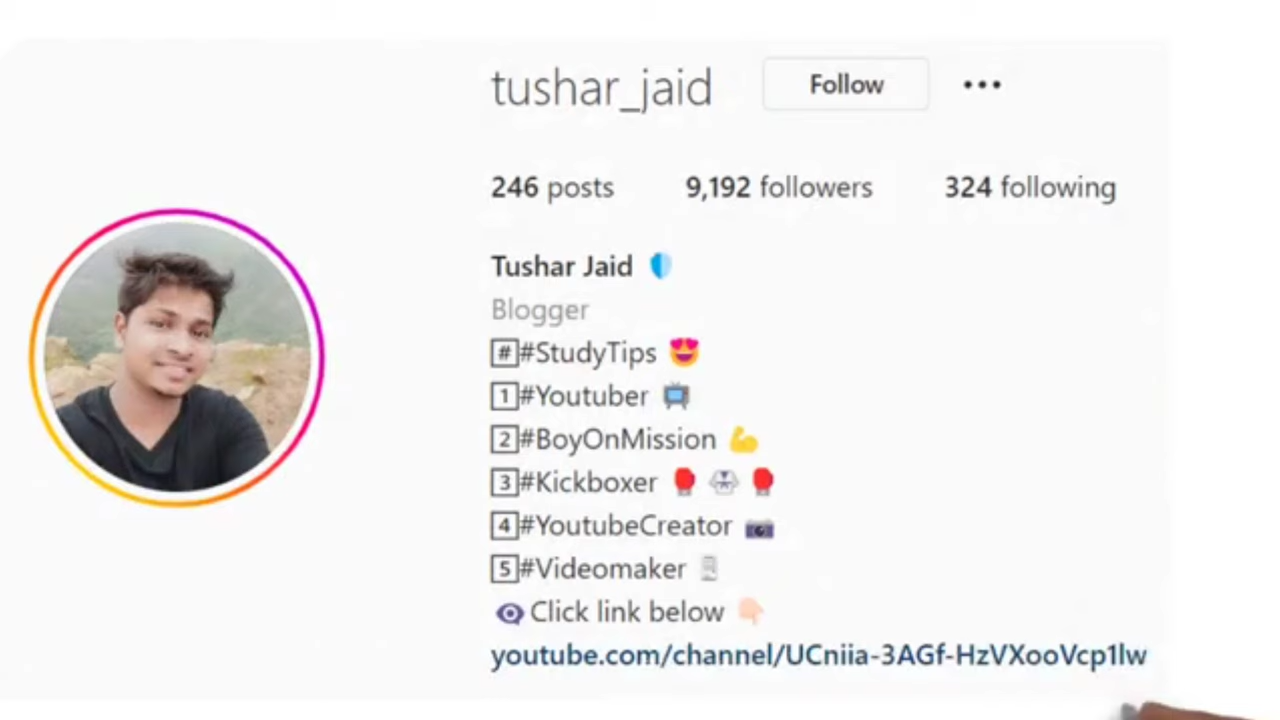 tushar_jaid Follow •••
246 posts 9,192 followers 324 following
Tushar Jaid
Blogger
#️⃣#StudyTips 😍
1️⃣#Youtuber 📺
2️⃣#BoyOnMission 💪
3️⃣#Kickboxer 🥊 🥋 🥊
4️⃣#YoutubeCreator 📷
5️⃣#Videomaker
👁Click link below 👇🏻
youtube.com/channel/UCniia-3AGf-HzVXooVcp1lw